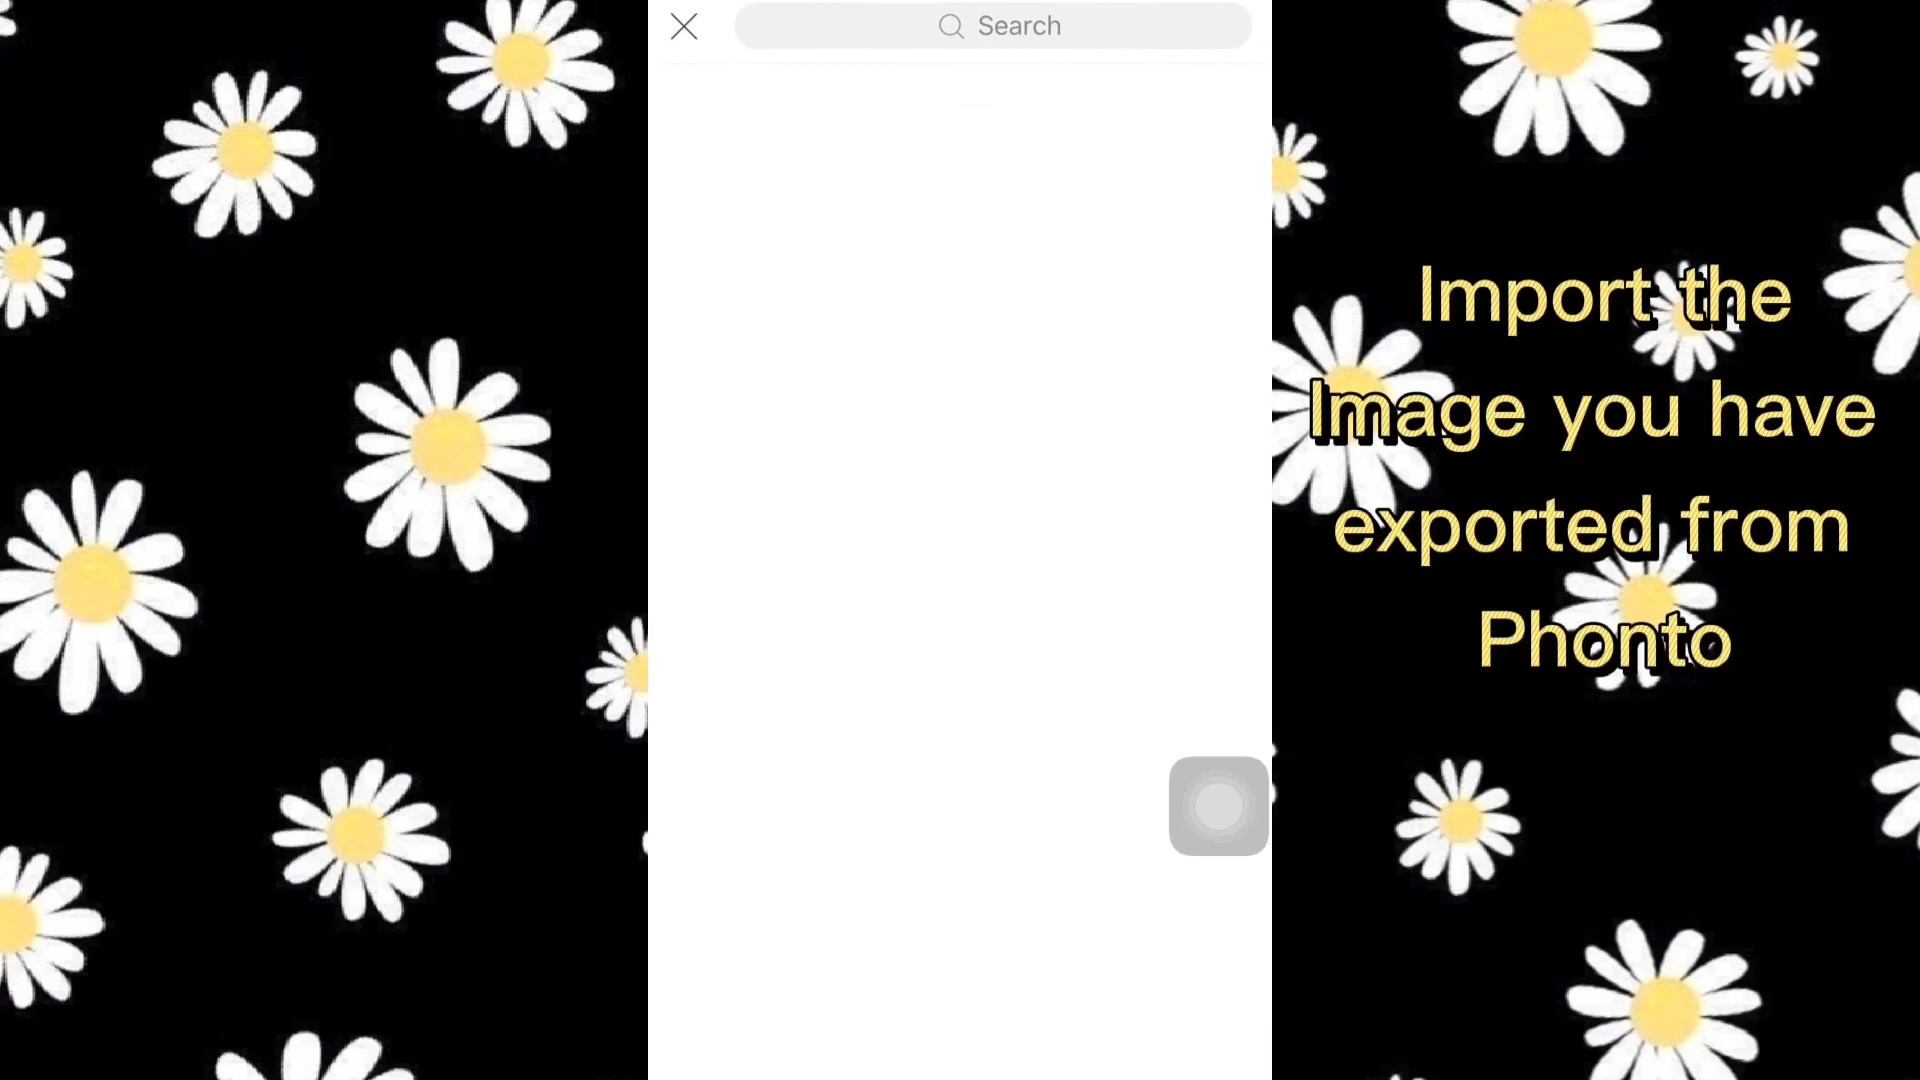 Search
Import the
Image you have
exported from
Phonto